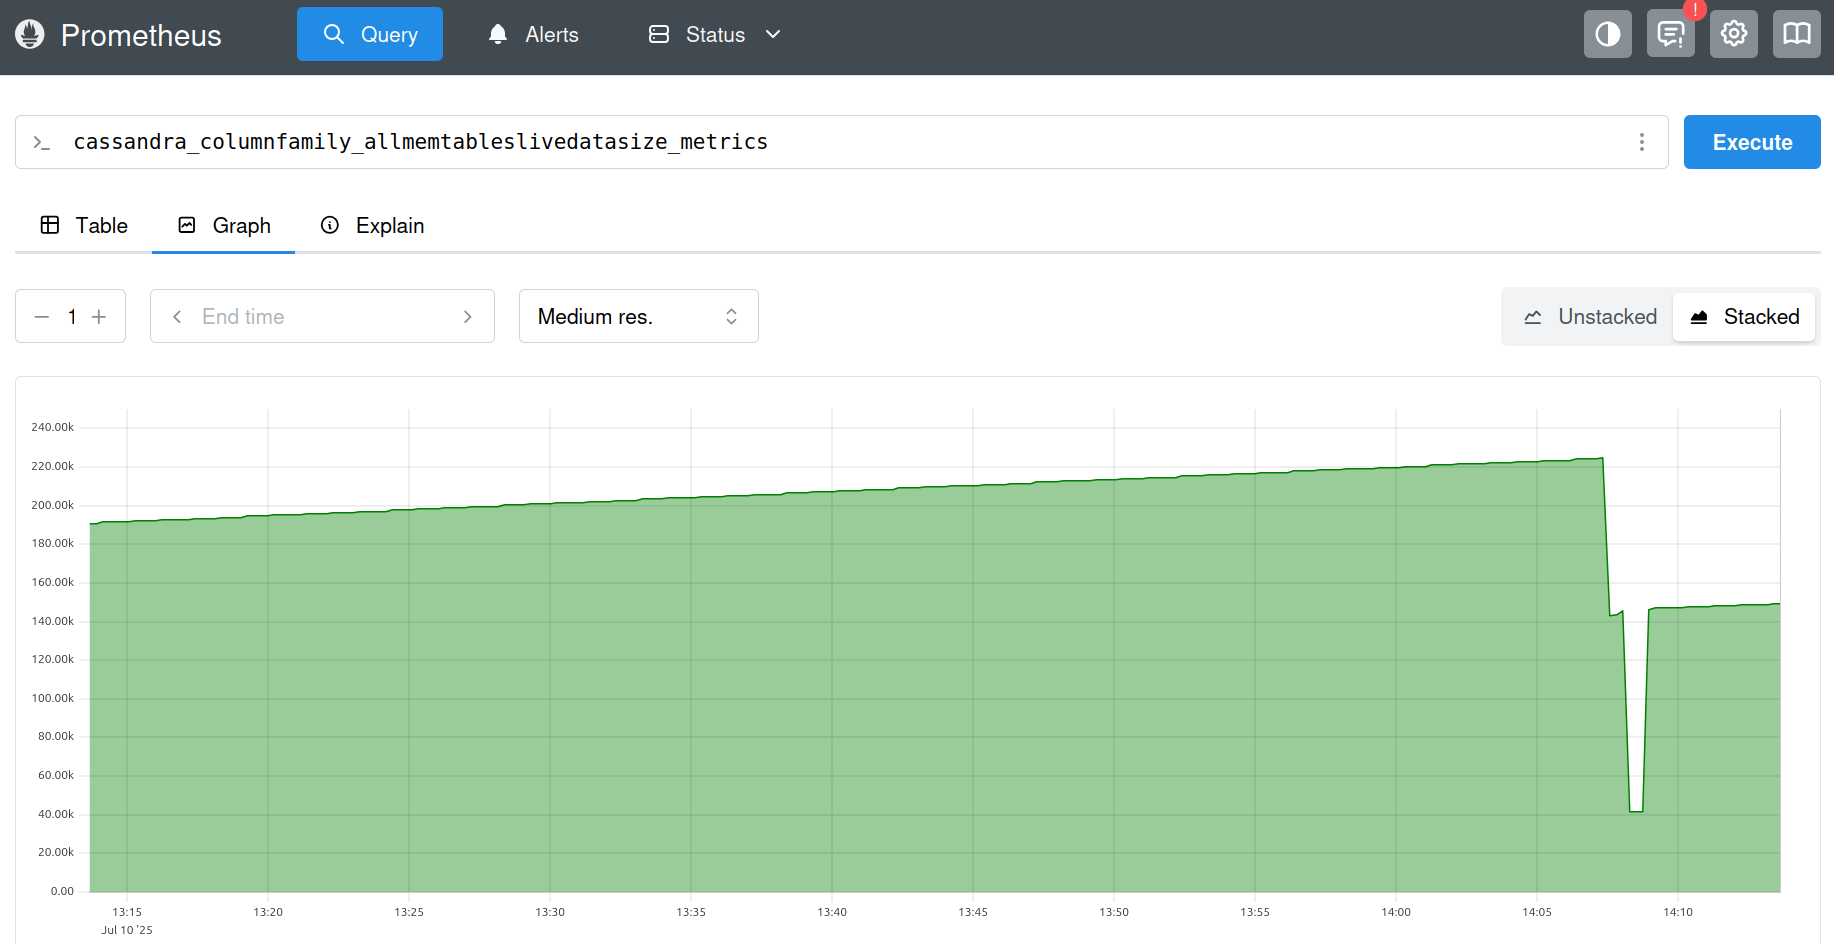 Prometheus Query Alerts Status !
>_ cassandra_columnfamily_allmemtableslivedatasize_metrics Execute
Table Graph Explain
1 End time Medium res. Unstacked Stacked
240.00k
220.00k
200.00k
180.00k
160.00k
140.00k
120.00k
100.00k
80.00k
60.00k
40.00k
20.00k
0.00
13:15 13:20 13:25 13:30 13:35 13:40 13:45 13:50 13:55 14:00 14:05 14:10
Jul 10 '25